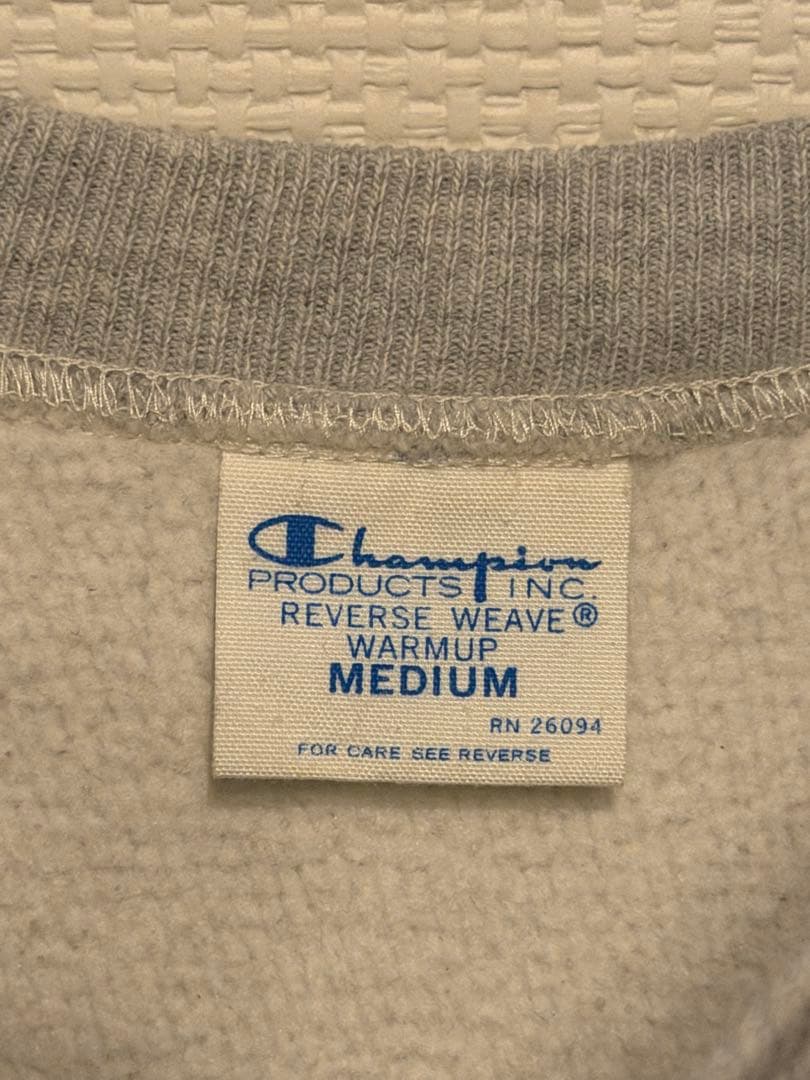 Champion
PRODUCTS INC.
REVERSE WEAVE®
WARMUP
MEDIUM
RN 26094
FOR CARE SEE REVERSE